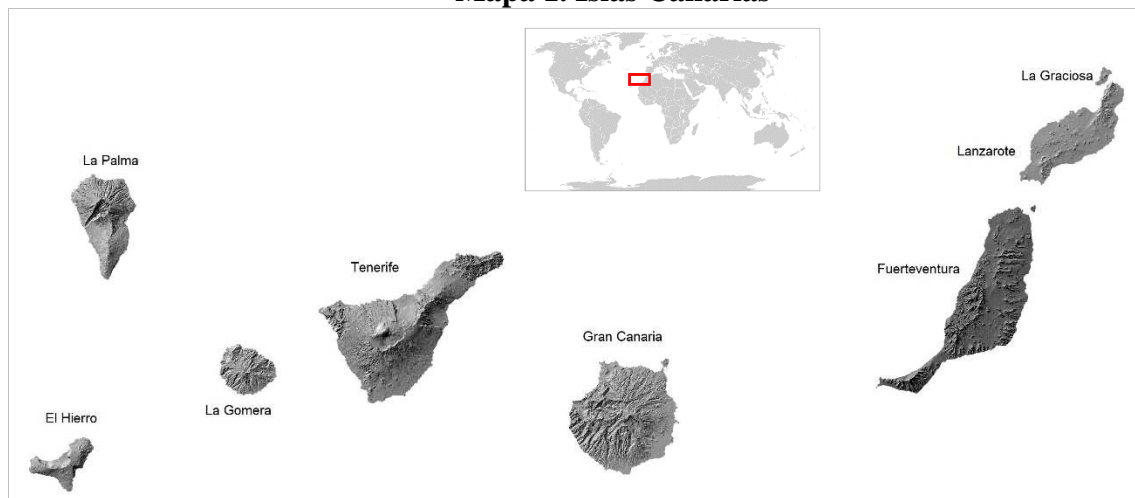 Mapa 1. Islas Canarias
La Graciosa
Lanzarote
La Palma
Fuerteventura
Tenerife
Gran Canaria
La Gomera
El Hierro